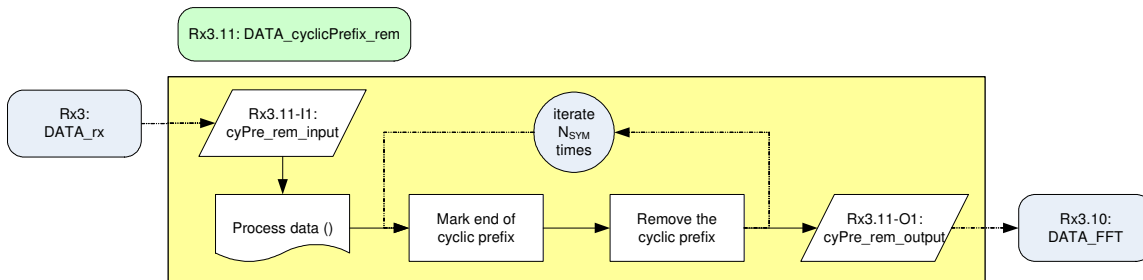 Rx3.11: DATA_cyclicPrefix_rem
Rx3:
DATA_rx
Rx3.11-I1:
cyPre_rem_input
iterate
NSYM
times
Process data ()
Mark end of
cyclic prefix
Remove the
cyclic prefix
Rx3.11-O1:
cyPre_rem_output
Rx3.10:
DATA_FFT